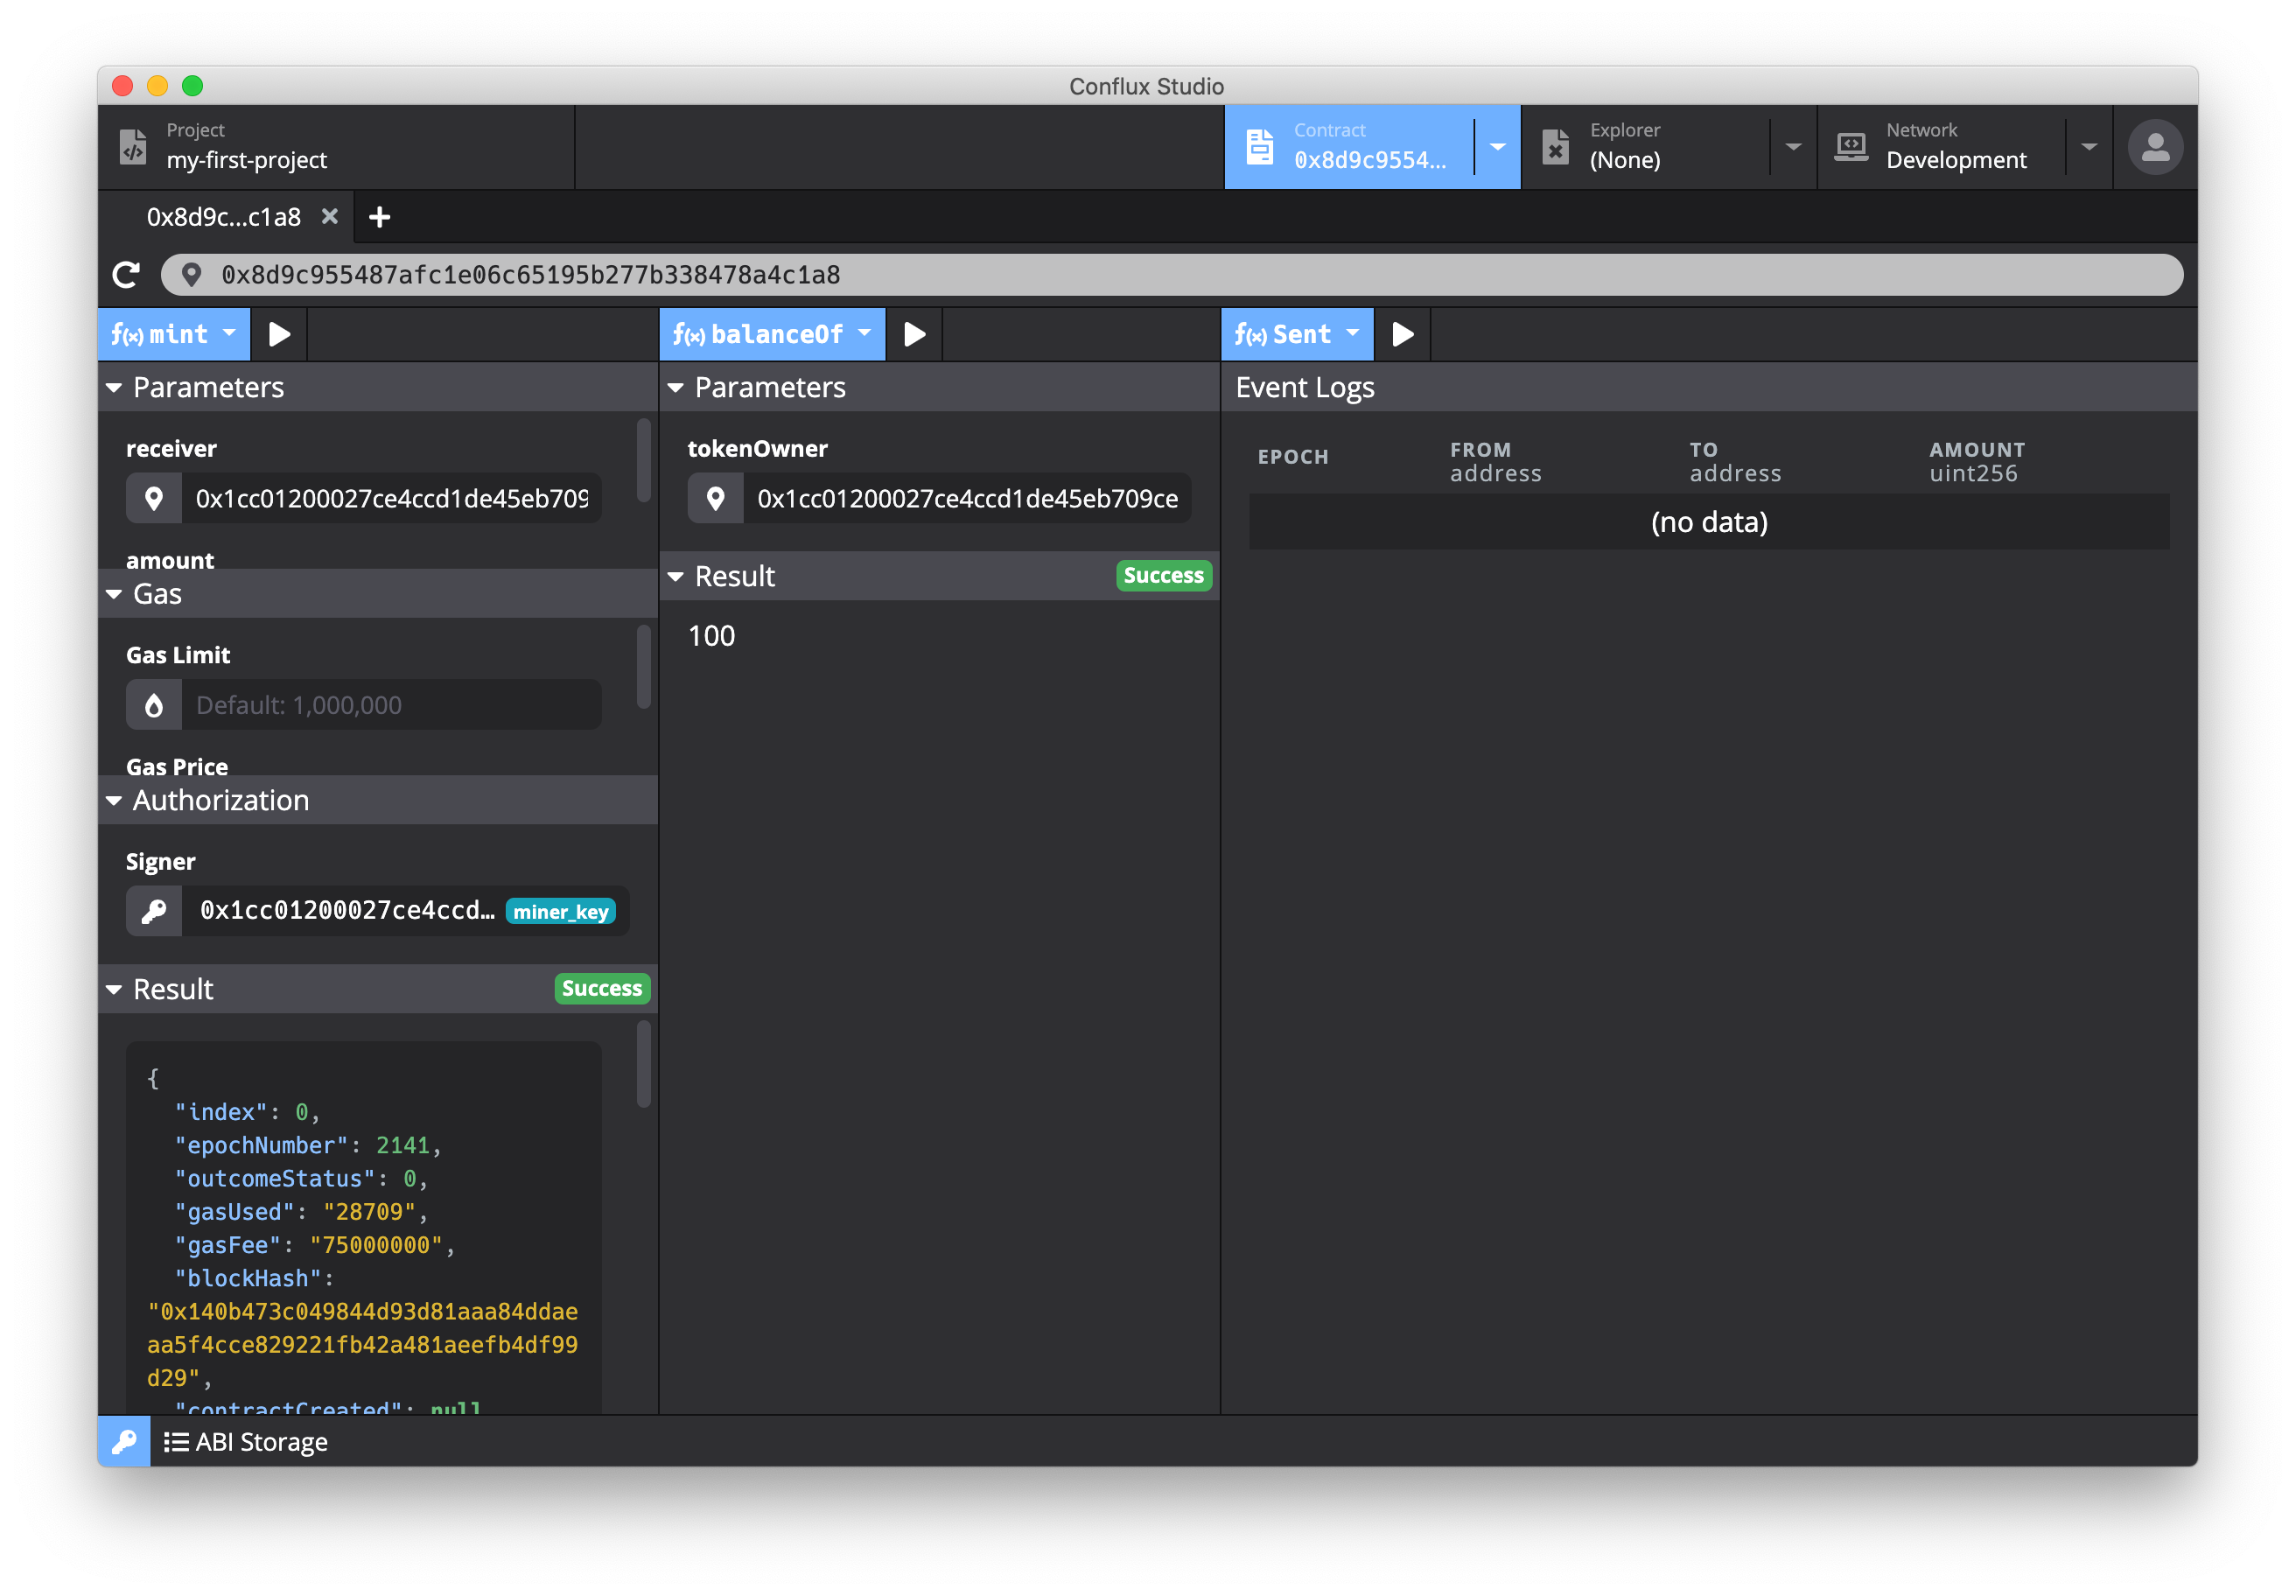 Conflux Studio
Project
my-first-project
Contract
0x8d9c9554...
Explorer
(None)
Network
Development
0x8d9c...c1a8
0x8d9c955487afc1e06c65195b277b338478a4c1a8
f(x) mint
f(x) balanceOf
f(x) Sent
Parameters
receiver
0x1cc01200027ce4ccd1de45eb709
amount
Gas
Gas Limit
Default: 1,000,000
Gas Price
Authorization
Signer
0x1cc01200027ce4ccd... miner_key
Result Success
{
"index": 0,
"epochNumber": 2141,
"outcomeStatus": 0,
"gasUsed": "28709",
"gasFee": "75000000",
"blockHash":
"0x140b473c049844d93d81aaa84ddae
aa5f4cce829221fb42a481aeefb4df99
d29",
"contractCreated": null
Parameters
tokenOwner
0x1cc01200027ce4ccd1de45eb709ce
Result Success
100
Event Logs
EPOCH FROM TO AMOUNT
address address uint256
(no data)
ABI Storage